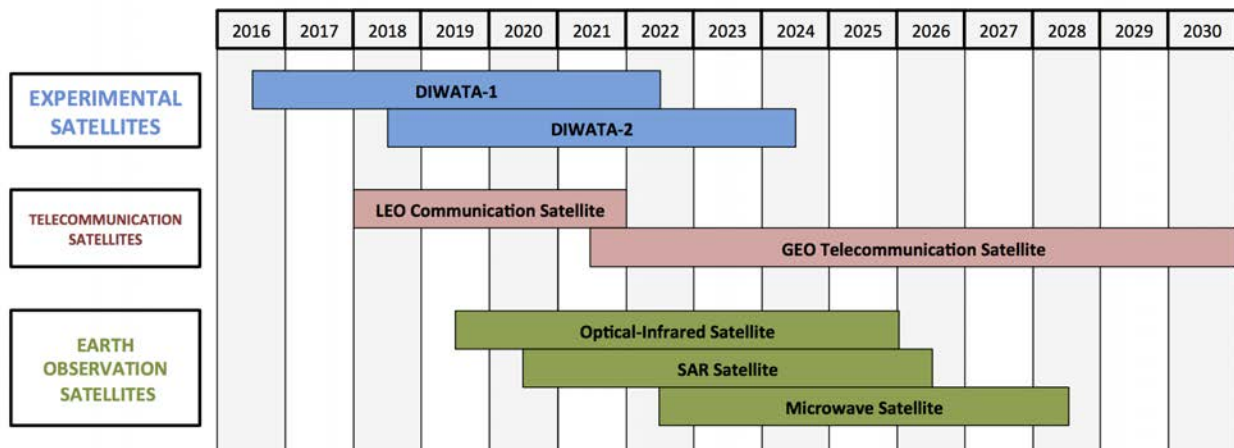 2016 2017 2018 2019 2020 2021 2022 2023 2024 2025 2026 2027 2028 2029 2030
EXPERIMENTAL
SATELLITES
DIWATA-1
DIWATA-2
TELECOMMUNICATION
SATELLITES
LEO Communication Satellite
GEO Telecommunication Satellite
EARTH
OBSERVATION
SATELLITES
Optical-Infrared Satellite
SAR Satellite
Microwave Satellite